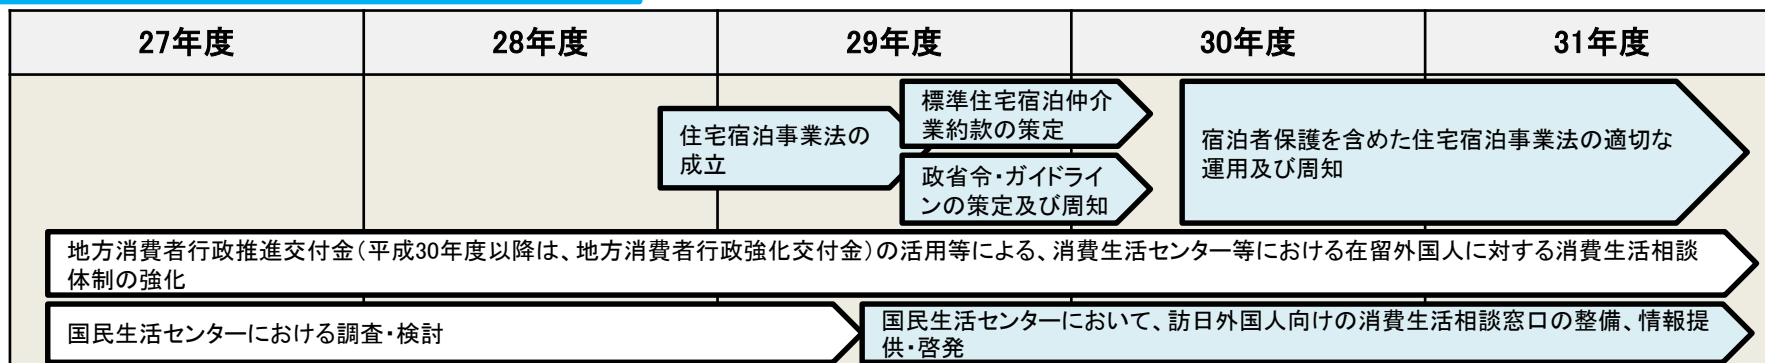 27年度 28年度 29年度 30年度 31年度
住宅宿泊事業法の
成立
標準住宅宿泊仲介
業約款の策定
政省令・ガイドライ
ンの策定及び周知
宿泊者保護を含めた住宅宿泊事業法の適切な
運用及び周知
地方消費者行政推進交付金(平成30年度以降は、地方消費者行政強化交付金)の活用等による、消費生活センター等における在留外国人に対する消費生活相談
体制の強化
国民生活センターにおける調査・検討
国民生活センターにおいて、訪日外国人向けの消費生活相談窓口の整備、情報提
供・啓発